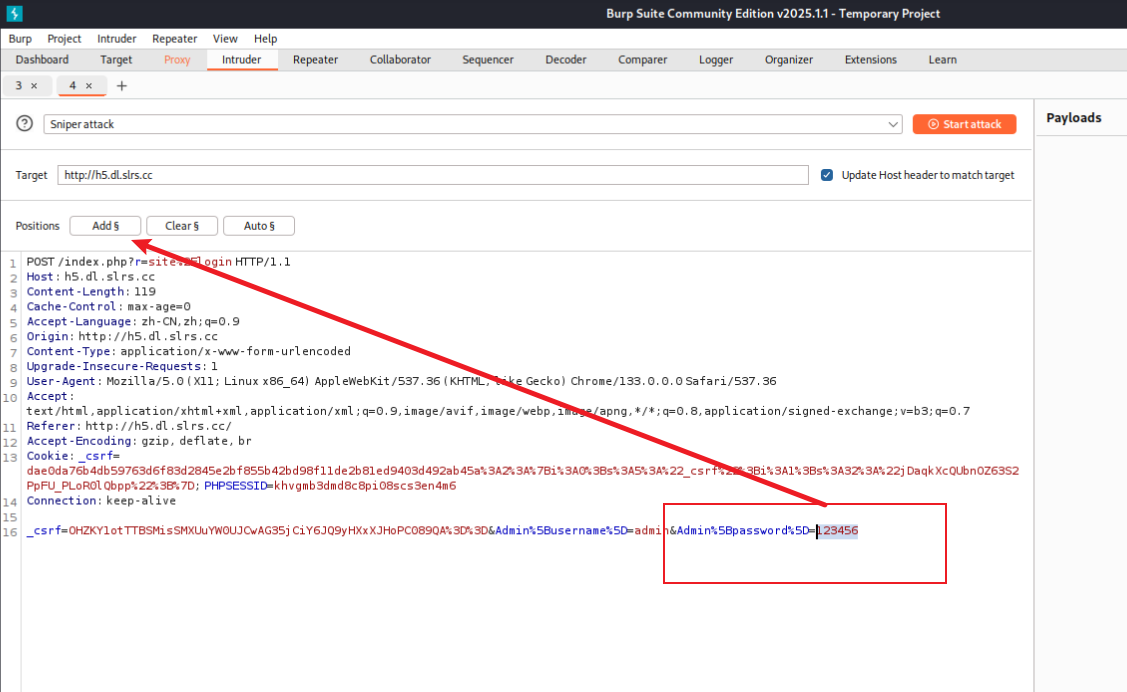 Burp Suite Community Edition v2025.1.1 - Temporary Project
Burp Project Intruder Repeater View Help
Dashboard Target Proxy Intruder Repeater Collaborator Sequencer Decoder Comparer Logger Organizer Extensions Learn
3 × 4 × +
? Sniper attack Start attack Payloads
Target http://h5.dl.slrs.cc Update Host header to match target
Positions Add § Clear § Auto §
1 POST /index.php?r=site%2Flogin HTTP/1.1
2 Host: h5.dl.slrs.cc
3 Content-Length: 119
4 Cache-Control: max-age=0
5 Accept-Language: zh-CN,zh;q=0.9
6 Origin: http://h5.dl.slrs.cc
7 Content-Type: application/x-www-form-urlencoded
8 Upgrade-Insecure-Requests: 1
9 User-Agent: Mozilla/5.0 (X11; Linux x86_64) AppleWebKit/537.36 (KHTML, like Gecko) Chrome/133.0.0.0 Safari/537.36
10 Accept:
text/html,application/xhtml+xml,application/xml;q=0.9,image/avif,image/webp,image/apng,*/*;q=0.8,application/signed-exchange;v=b3;q=0.7
11 Referer: http://h5.dl.slrs.cc/
12 Accept-Encoding: gzip, deflate, br
13 Cookie: _csrf=
dae0da76b4db59763d6f83d2845e2bf855b42bd98f11de2b81ed9403d492ab45a%3A2%3A%7Bi%3A0%3Bs%3A5%3A%22_csrf%22%3Bi%3A1%3Bs%3A32%3A%22jDaqkXcQUbnOZ63S2
PpFU_PLoR0lQbpp%22%3B%7D; PHPSESSID=khvgmb3dmd8c8pi08scs3en4m6
14 Connection: keep-alive
15
16 _csrf=OHZKY1otTTBSMisSMXUuYW0UJCwAG35jCiY6JQ9yHXxXJHoPC089QA%3D%3D&Admin%5Busername%5D=admin&Admin%5Bpassword%5D=123456